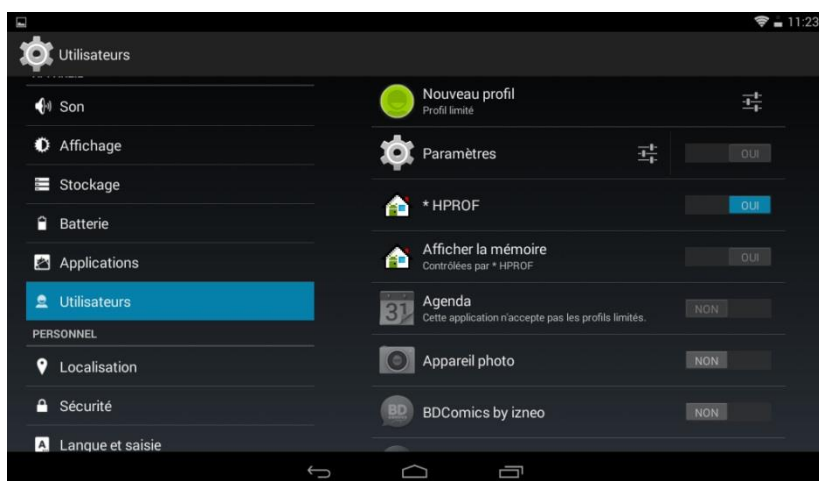 11:23
Utilisateurs
Son
Affichage
Stockage
Batterie
Applications
Utilisateurs
PERSONNEL
Localisation
Sécurité
A Langue et saisie
Nouveau profil
Profil limité
Paramètres
OUI
* HPROF
OUI
Afficher la mémoire
Contrôlées par * HPROF
OUI
31 Agenda
Cette application n'accepte pas les profils limités.
NON
Appareil photo
NON
BD
BDComics by izneo
NON